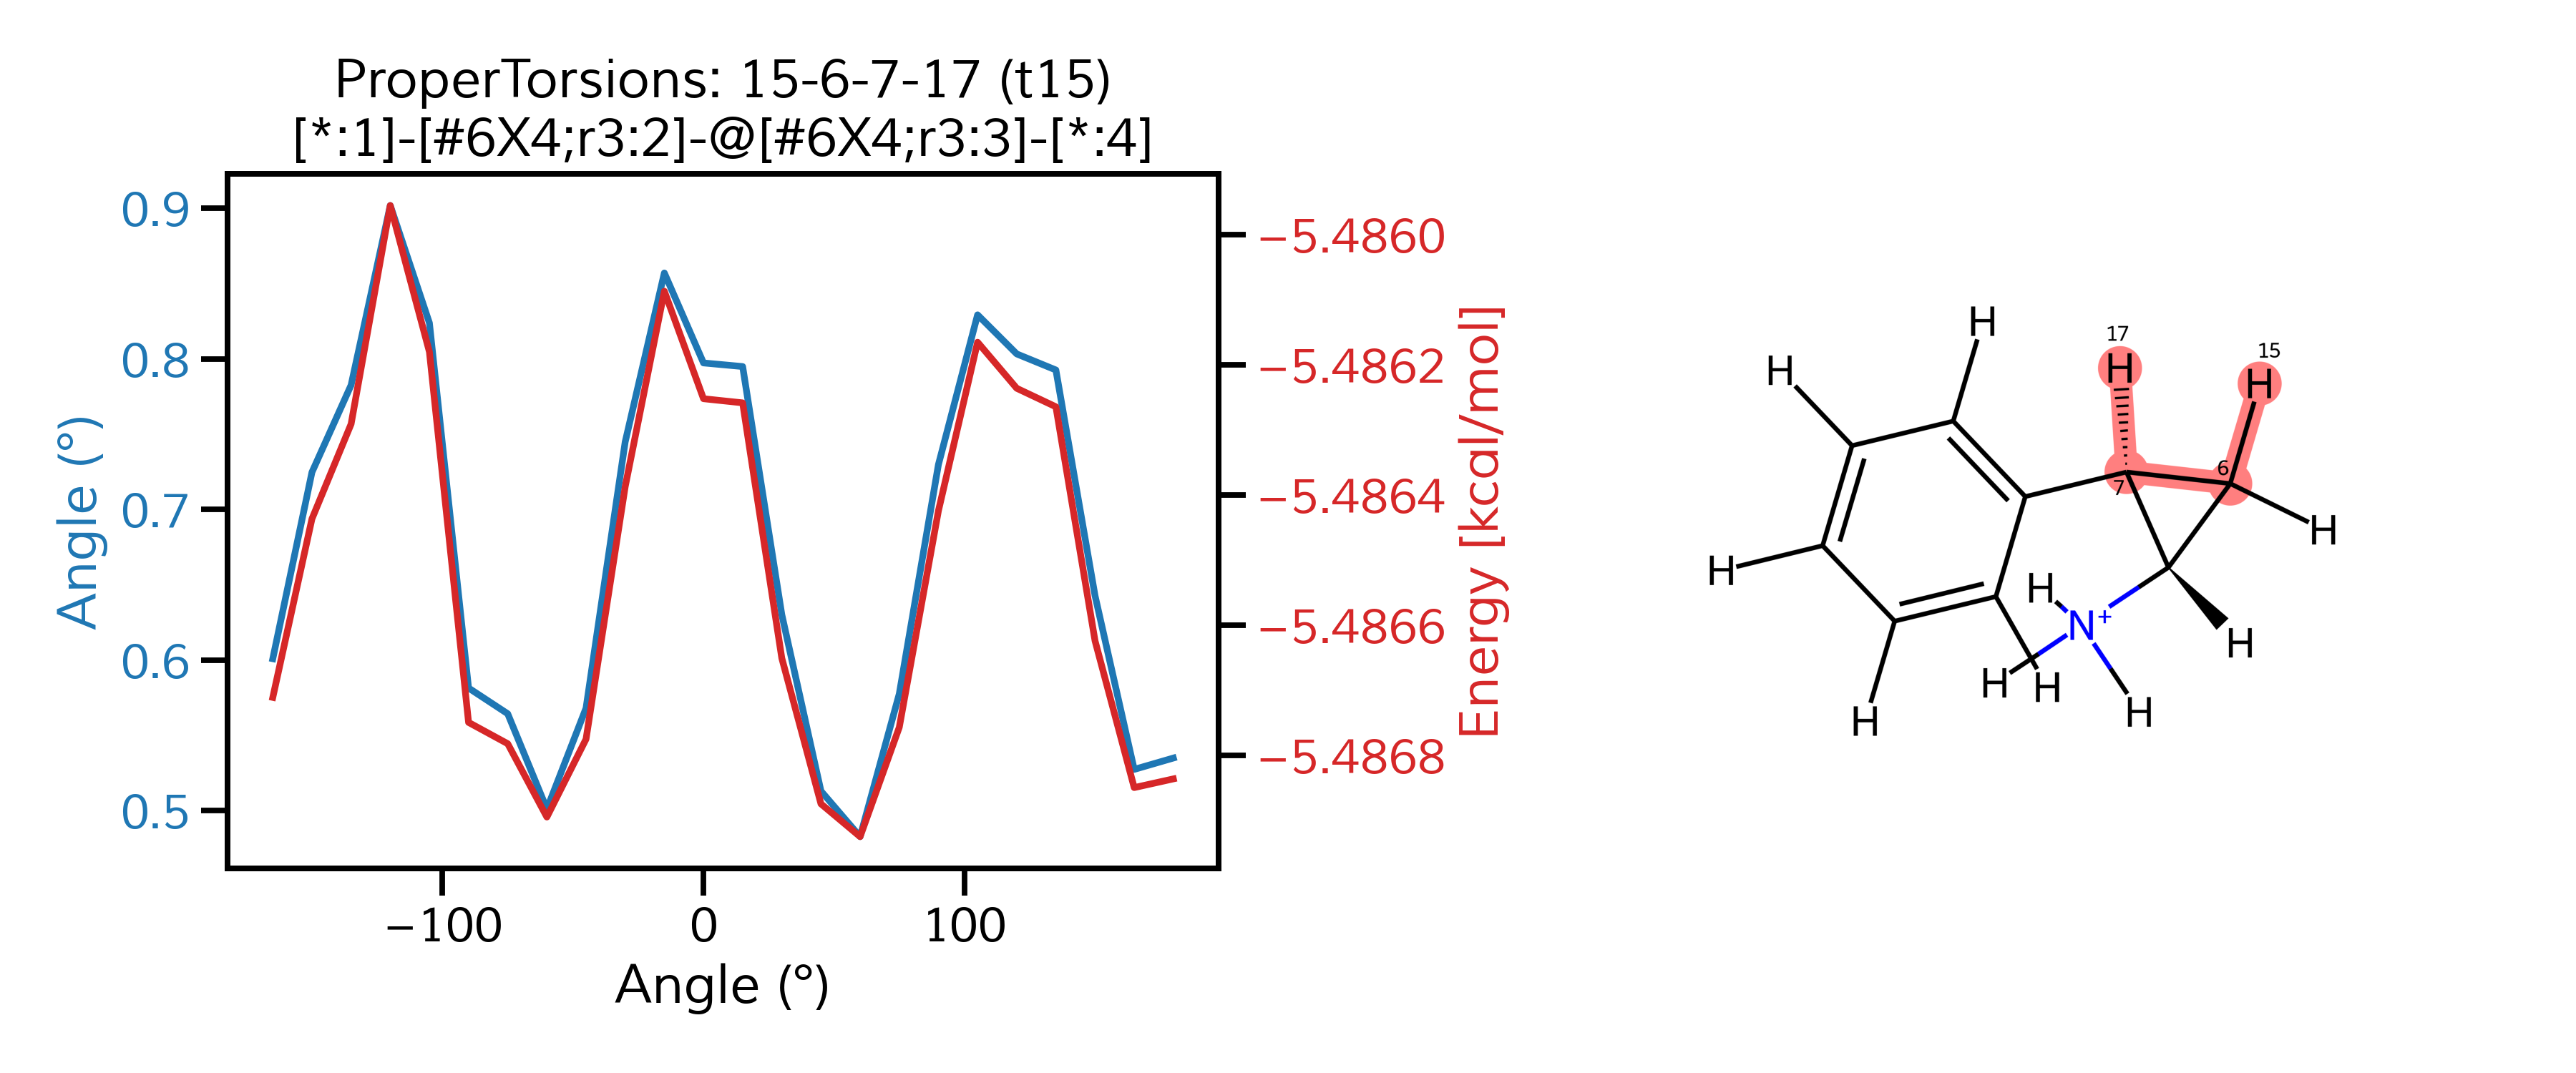 ProperTorsions: 15-6-7-17 (t15)
[*:1]-[#6X4;r3:2]-@[#6X4;r3:3]-[*:4]
0.9
0.8
0.7
0.6
0.5
Angle (°)
−100
0
100
Angle (°)
−5.4860
−5.4862
−5.4864
−5.4866
−5.4868
Energy [kcal/mol]
H
H
17
H
15
H
7
6
H
H
H
N+
H
H
H
H
H